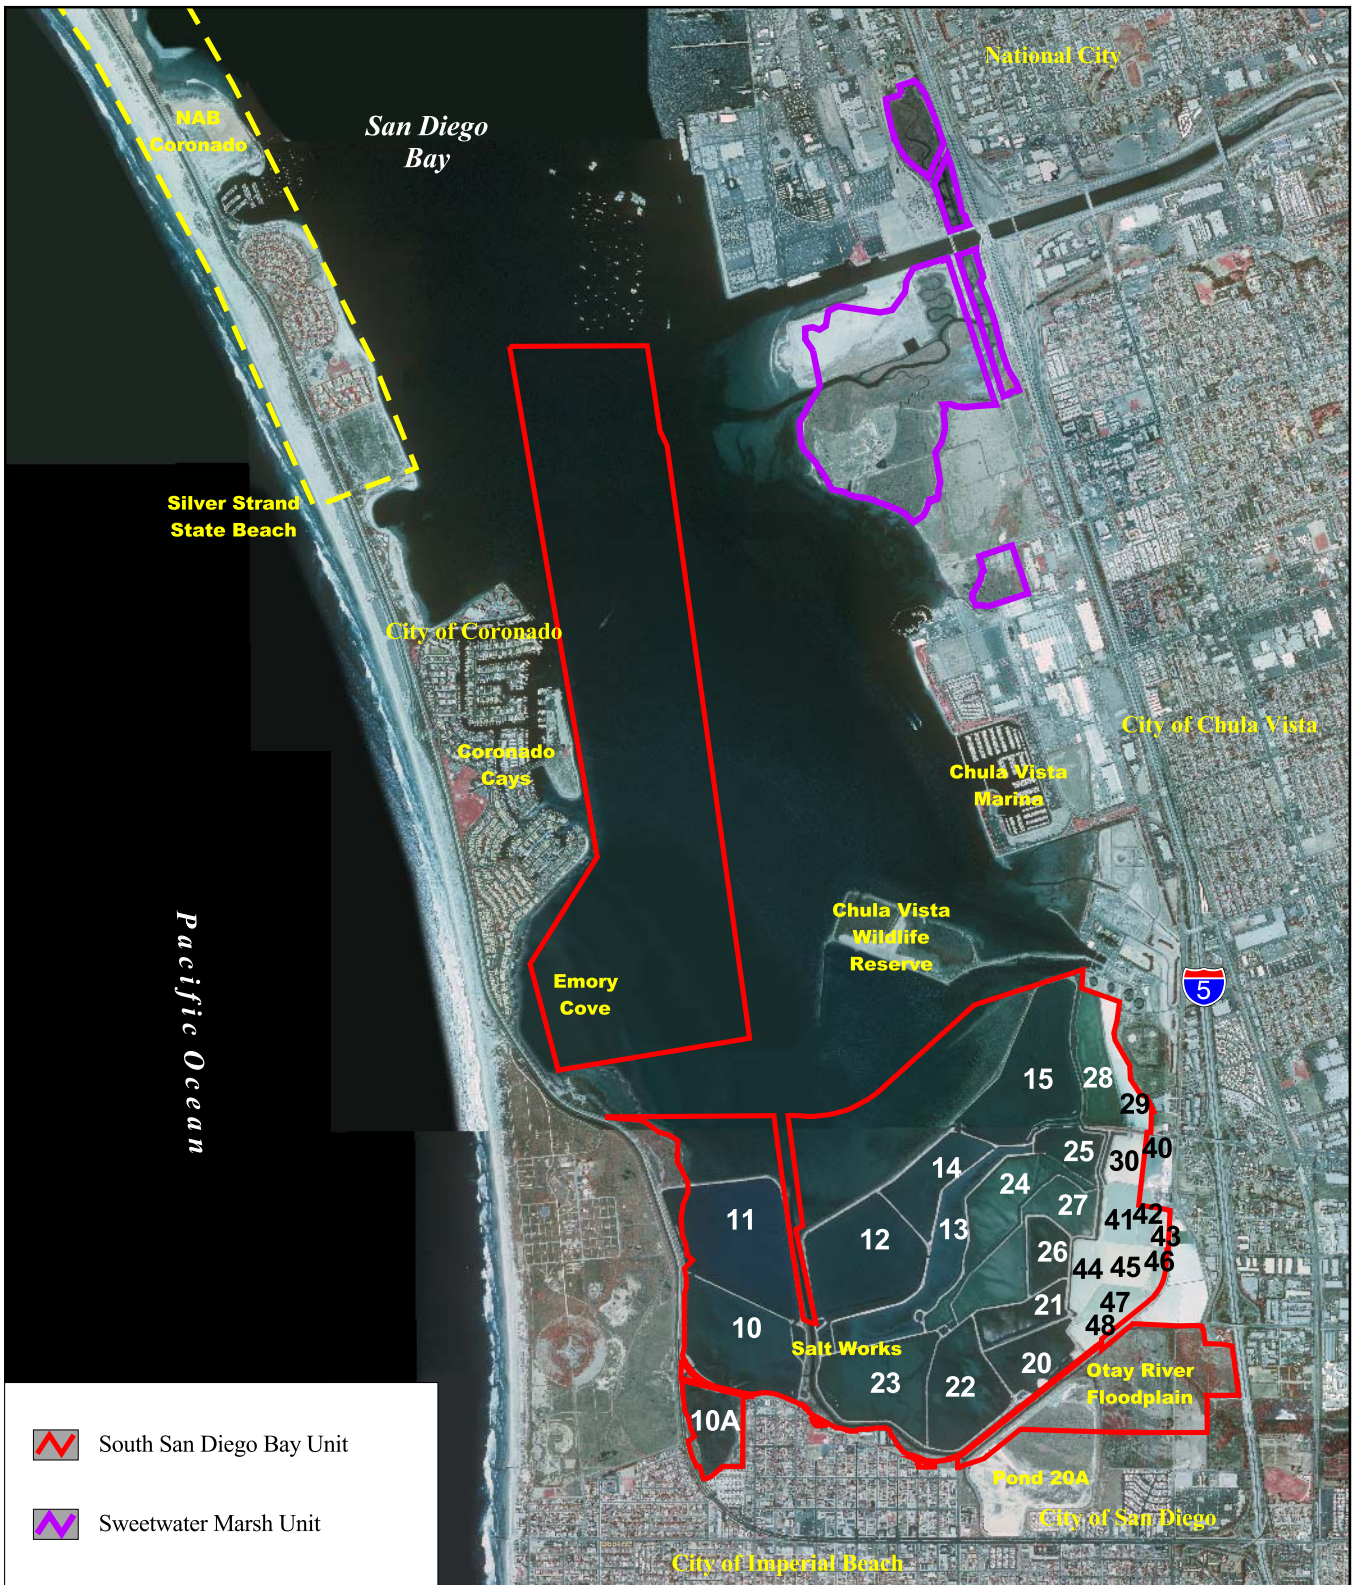 National City
NAB
Coronado
San Diego
Bay
Silver Strand
State Beach
City of Coronado
City of Chula Vista
Coronado
Cays
Chula Vista
Marina
Chula Vista
Wildlife
Reserve
Pacific Ocean
Emory
Cove
5
15
28
29
14
25
30
40
24
11
12
13
27
41
42
43
26
44
45
46
21
47
48
10
Salt Works
20
23
22
Otay River
Floodplain
10A
Pond 20A
City of San Diego
City of Imperial Beach
South San Diego Bay Unit
Sweetwater Marsh Unit